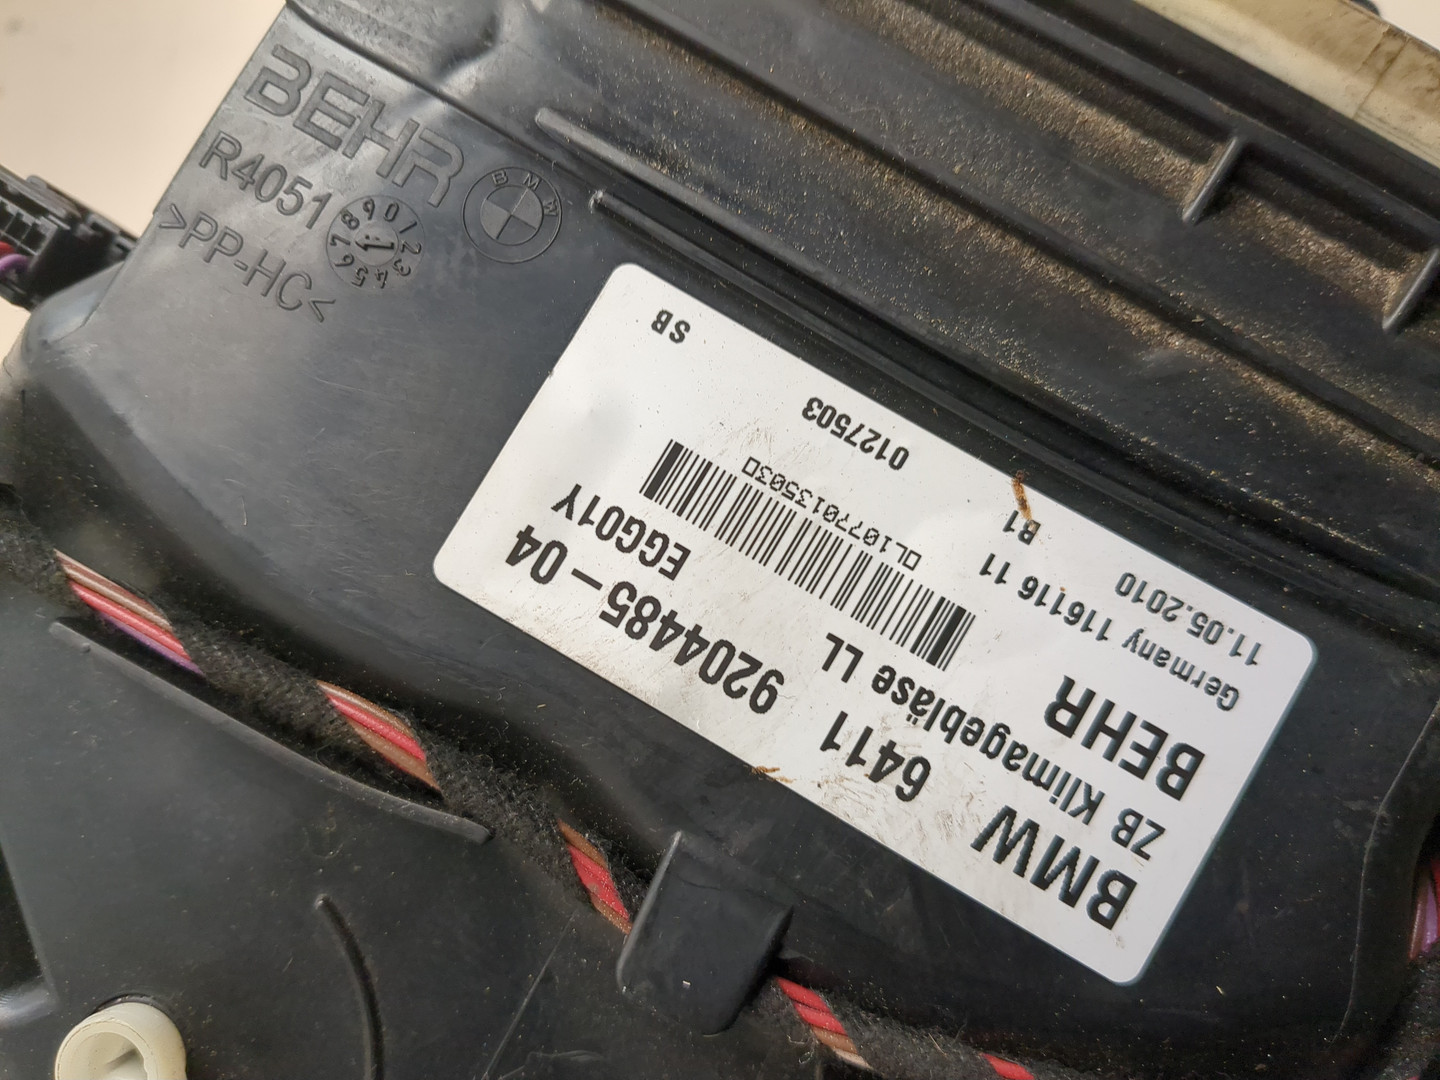 BEHR
R4051
>PP-HC<
BMW
BMW 6411 9204485-04
ZB Klimagebläse LL EGG01Y
BEHR
DL10770135030
Germany 116116 11
11.05.2010 B1 0127503 SB